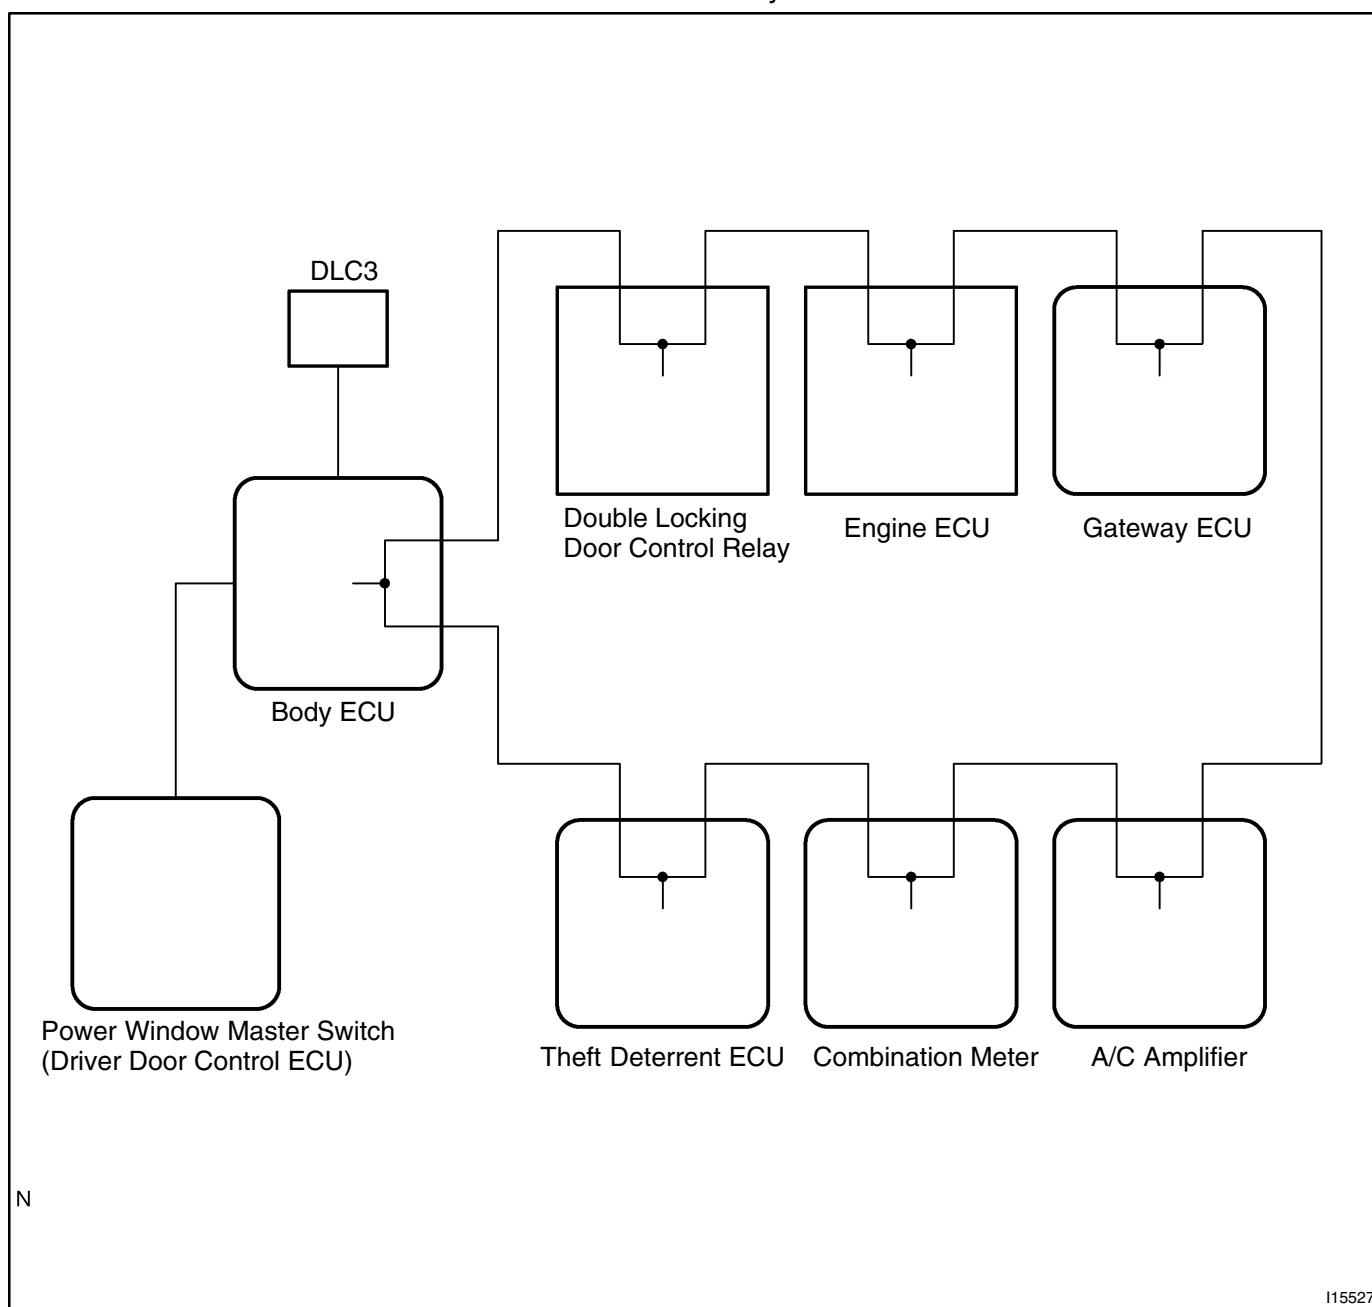 DLC3
Double Locking
Door Control Relay
Engine ECU
Gateway ECU
Body ECU
Power Window Master Switch
(Driver Door Control ECU)
Theft Deterrent ECU
Combination Meter
A/C Amplifier
N
I15527